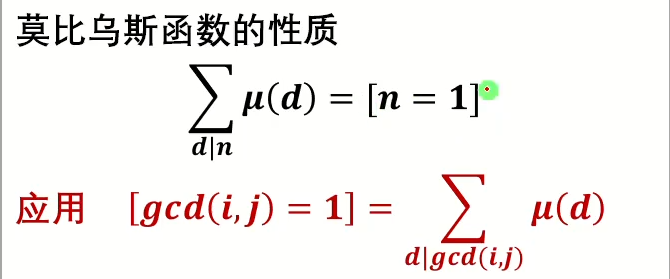 莫比乌斯函数的性质
∑_{d|n} μ(d) = [n = 1]
应用 [gcd(i,j) = 1] = ∑_{d|gcd(i,j)} μ(d)